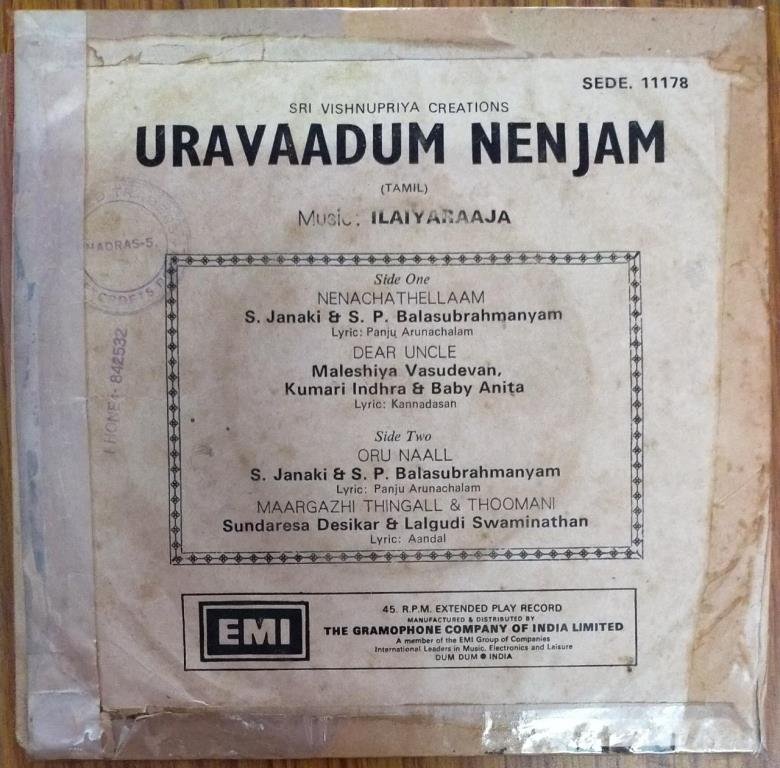 SEDE. 11178
SRI VISHNUPRIYA CREATIONS
URAVAADUM NENJAM
(TAMIL)
Music: ILAIYARAAJA
MADRAS-5.
PHONE: 842532
Side One
NENACHATHELLAAM
S. Janaki & S. P. Balasubrahmanyam
Lyric: Panju Arunachalam
DEAR UNCLE
Maleshiya Vasudevan,
Kumari Indhra & Baby Anita
Lyric: Kannadasan
Side Two
ORU NAALL
S. Janaki & S. P. Balasubrahmanyam
Lyric: Panju Arunachalam
MAARGAZHI THINGALL & THOOMANI
Sundaresa Desikar & Lalgudi Swaminathan
Lyric: Aandal
EMI
45. R.P.M. EXTENDED PLAY RECORD
MANUFACTURED & DISTRIBUTED BY
THE GRAMOPHONE COMPANY OF INDIA LIMITED
A member of the EMI Group of Companies
International Leaders in Music, Electronics and Leisure
DUM DUM ● INDIA